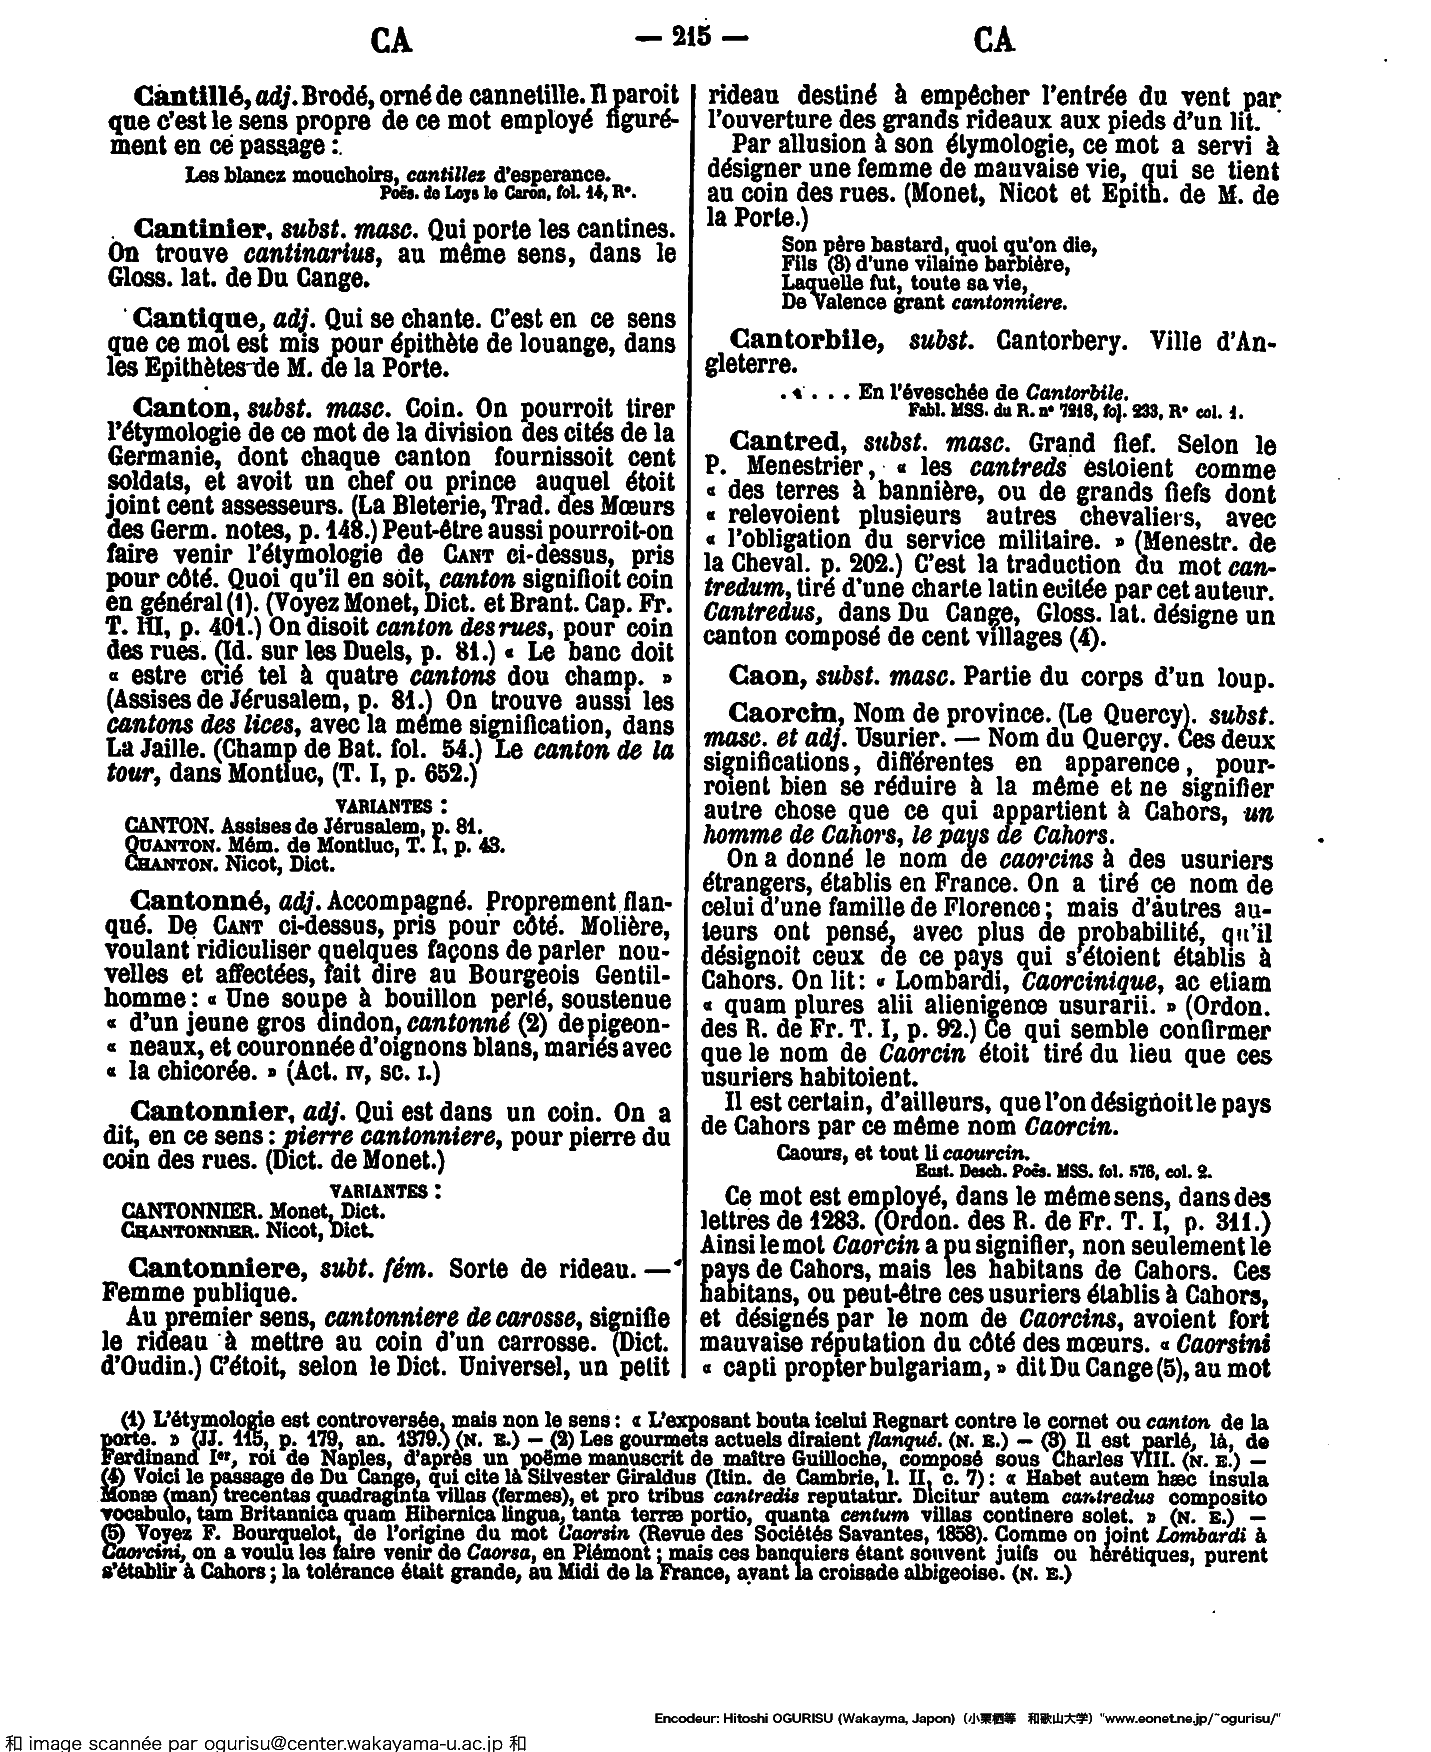 CA — 215 — CA
Cantillé, adj. Brodé, orné de cannetille. Il paroit
que c'est le sens propre de ce mot employé figuré-
ment en ce passage :
Les blancz mouchoirs, cantillez d'esperance.
Poës. de Loys le Caron, fol. 14, R°.
Cantinier, subst. masc. Qui porte les cantines.
On trouve cantinarius, au même sens, dans le
Gloss. lat. de Du Cange.
Cantique, adj. Qui se chante. C'est en ce sens
que ce mot est mis pour épithète de louange, dans
les Epithètes de M. de la Porte.
Canton, subst. masc. Coin. On pourroit tirer
l'étymologie de ce mot de la division des cités de la
Germanie, dont chaque canton fournissoit cent
soldats, et avoit un chef ou prince auquel étoit
joint cent assesseurs. (La Bleterie, Trad. des Mœurs
des Germ. notes, p. 148.) Peut-être aussi pourroit-on
faire venir l'étymologie de CANT ci-dessus, pris
pour côté. Quoi qu'il en soit, canton signifioit coin
en général (1). (Voyez Monet, Dict. et Brant. Cap. Fr.
T. III, p. 401.) On disoit canton des rues, pour coin
des rues. (Id. sur les Duels, p. 81.) « Le banc doit
« estre crié tel à quatre cantons dou champ. »
(Assises de Jérusalem, p. 81.) On trouve aussi les
cantons des lices, avec la même signification, dans
La Jaille. (Champ de Bat. fol. 54.) Le canton de la
tour, dans Montluc, (T. I, p. 652.)
VARIANTES :
CANTON. Assises de Jérusalem, p. 81.
QUANTON. Mém. de Montluc, T. I, p. 43.
CHANTON. Nicot, Dict.
Cantonné, adj. Accompagné. Proprement flan-
qué. De CANT ci-dessus, pris pour côté. Molière,
voulant ridiculiser quelques façons de parler nou-
velles et affectées, fait dire au Bourgeois Gentil-
homme : « Une soupe à bouillon perlé, soustenue
« d'un jeune gros dindon, cantonné (2) de pigeon-
« neaux, et couronnée d'oignons blans, mariés avec
« la chicorée. » (Act. IV, sc. I.)
Cantonnier, adj. Qui est dans un coin. On a
dit, en ce sens : pierre cantonniere, pour pierre du
coin des rues. (Dict. de Monet.)
VARIANTES :
CANTONNIER. Monet, Dict.
CHANTONNIER. Nicot, Dict.
Cantonniere, subt. fém. Sorte de rideau. —
Femme publique.
Au premier sens, cantonniere de carosse, signifie
le rideau à mettre au coin d'un carrosse. (Dict.
d'Oudin.) C'étoit, selon le Dict. Universel, un petit
rideau destiné à empêcher l'entrée du vent par
l'ouverture des grands rideaux aux pieds d'un lit.
Par allusion à son étymologie, ce mot a servi à
désigner une femme de mauvaise vie, qui se tient
au coin des rues. (Monet, Nicot et Epith. de M. de
la Porte.)
Son père bastard, quoi qu'on die,
Fils (3) d'une vilaine barbière,
Laquelle fut, toute sa vie,
De Valence grant cantonniere.
Cantorbile, subst. Cantorbery. Ville d'An-
gleterre.
. . . . . En l'éveschée de Cantorbile.
Fabl. MSS. du R. n° 7218, fol. 233, R° col. 1.
Cantred, subst. masc. Grand fief. Selon le
P. Menestrier, « les cantreds estoient comme
« des terres à bannière, ou de grands fiefs dont
« relevoient plusieurs autres chevaliers, avec
« l'obligation du service militaire. » (Menestr. de
la Cheval. p. 202.) C'est la traduction du mot can-
tredum, tiré d'une charte latin ecitée par cet auteur.
Cantredus, dans Du Cange, Gloss. lat. désigne un
canton composé de cent villages (4).
Caon, subst. masc. Partie du corps d'un loup.
Caorcin, Nom de province. (Le Quercy). subst.
masc. et adj. Usurier. — Nom du Querçy. Ces deux
significations, différentes en apparence, pour-
roient bien se réduire à la même et ne signifier
autre chose que ce qui appartient à Cahors, un
homme de Cahors, le pays de Cahors.
On a donné le nom de caorcins à des usuriers
étrangers, établis en France. On a tiré ce nom de
celui d'une famille de Florence ; mais d'autres au-
teurs ont pensé, avec plus de probabilité, qu'il
désignoit ceux de ce pays qui s'étoient établis à
Cahors. On lit : « Lombardi, Caorcinique, ac etiam
« quam plures alii alienigenœ usurarii. » (Ordon.
des R. de Fr. T. I, p. 92.) Ce qui semble confirmer
que le nom de Caorcin étoit tiré du lieu que ces
usuriers habitoient.
Il est certain, d'ailleurs, que l'on désignoit le pays
de Cahors par ce même nom Caorcin.
Caours, et tout li caourcin.
Eust. Desch. Poës. MSS. fol. 576, col. 2.
Ce mot est employé, dans le même sens, dans des
lettres de 1283. (Ordon. des R. de Fr. T. I, p. 311.)
Ainsi le mot Caorcin a pu signifier, non seulement le
pays de Cahors, mais les habitans de Cahors. Ces
habitans, ou peut-être ces usuriers établis à Cahors,
et désignés par le nom de Caorcins, avoient fort
mauvaise réputation du côté des mœurs. « Caorsini
« capti propter bulgariam, » dit Du Cange (5), au mot
(1) L'étymologie est controversée, mais non le sens : « L'exposant bouta icelui Regnart contre le cornet ou canton de la
porte. » (JJ. 115, p. 179, an. 1379.) (N. E.) — (2) Les gourmets actuels diraient flanqué. (N. E.) — (3) Il est parlé, là, de
Ferdinand Ier, roi de Naples, d'après un poëme manuscrit de maître Guilloche, composé sous Charles VIII. (N. E.) —
(4) Voici le passage de Du Cange, qui cite là Silvester Giraldus (Itin. de Cambrie, l. II, c. 7) : « Habet autem hæc insula
Monæ (man) trecentas quadraginta villas (fermes), et pro tribus cantredis reputatur. Dicitur autem cantredus composito
vocabulo, tam Britannica quam Hibernica lingua, tanta terræ portio, quanta centum villas continere solet. » (N. E.) —
(5) Voyez F. Bourquelot, de l'origine du mot Caorsin (Revue des Sociétés Savantes, 1858). Comme on joint Lombardi à
Caorcini, on a voulu les faire venir de Caorsa, en Piémont ; mais ces banquiers étant souvent juifs ou hérétiques, purent
s'établir à Cahors ; la tolérance était grande, au Midi de la France, avant la croisade albigeoise. (N. E.)
Encodeur: Hitoshi OGURISU (Wakayma, Japon) (小栗栖等 和歌山大学) "www.eonet.ne.jp/~ogurisu/"
和 image scannée par ogurisu@center.wakayama-u.ac.jp 和